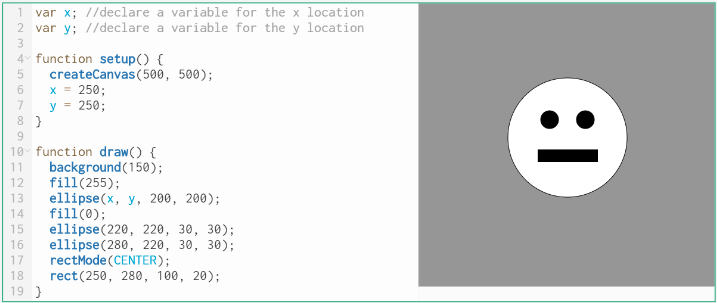 1 var x; //declare a variable for the x location
2 var y; //declare a variable for the y location
3
4 function setup() {
5 createCanvas(500, 500);
6 x = 250;
7 y = 250;
8 }
9
10 function draw() {
11 background(150);
12 fill(255);
13 ellipse(x, y, 200, 200);
14 fill(0);
15 ellipse(220, 220, 30, 30);
16 ellipse(280, 220, 30, 30);
17 rectMode(CENTER);
18 rect(250, 280, 100, 20);
19 }